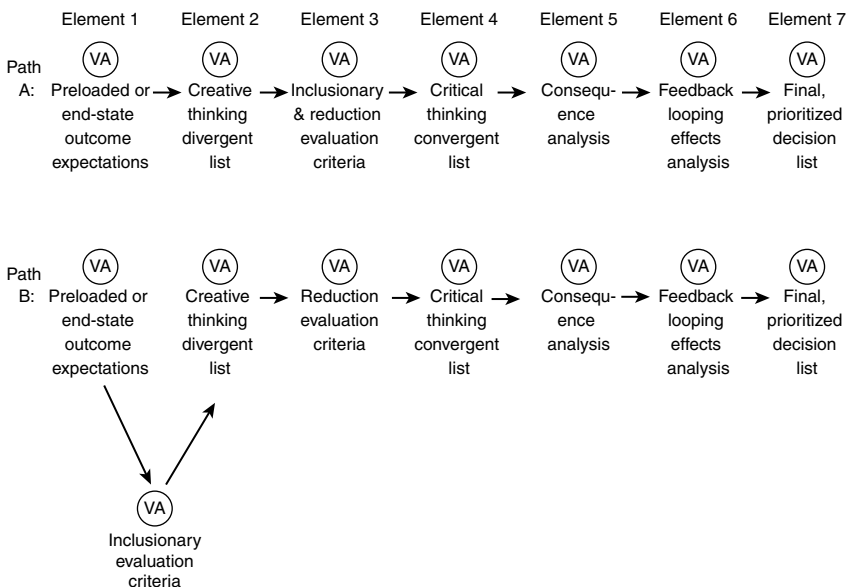 Element 1 Element 2 Element 3 Element 4 Element 5 Element 6 Element 7
VA VA VA VA VA VA VA
Path
A: Preloaded or Creative Inclusionary Critical Consequ- Feedback Final,
end-state thinking & reduction thinking ence looping prioritized
outcome divergent evaluation convergent analysis effects decision
expectations list criteria list analysis list
VA VA VA VA VA VA VA
Path
B: Preloaded or Creative Reduction Critical Consequ- Feedback Final,
end-state thinking evaluation thinking ence looping prioritized
outcome divergent criteria convergent analysis effects decision
expectations list list analysis list
VA
Inclusionary
evaluation
criteria